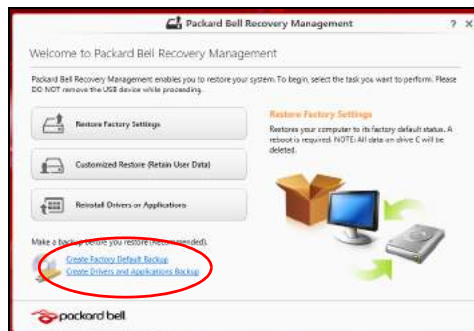 Packard Bell Recovery Management
? X
Welcome to Packard Bell Recovery Management
Packard Bell Recovery Management enables you to restore your system. To begin, select the task you want to perform. Please
DO NOT remove the USB device while proceeding.
Restore Factory Settings
Restore Factory Settings
Restores your computer to its factory default status. A
reboot is required. NOTE: All data on drive C will be
deleted.
Customized Restore (Retain User Data)
Reinstall Drivers or Applications
Make a backup before you restore (Recommended).
Create Factory Default Backup
Create Drivers and Applications Backup
packard bell